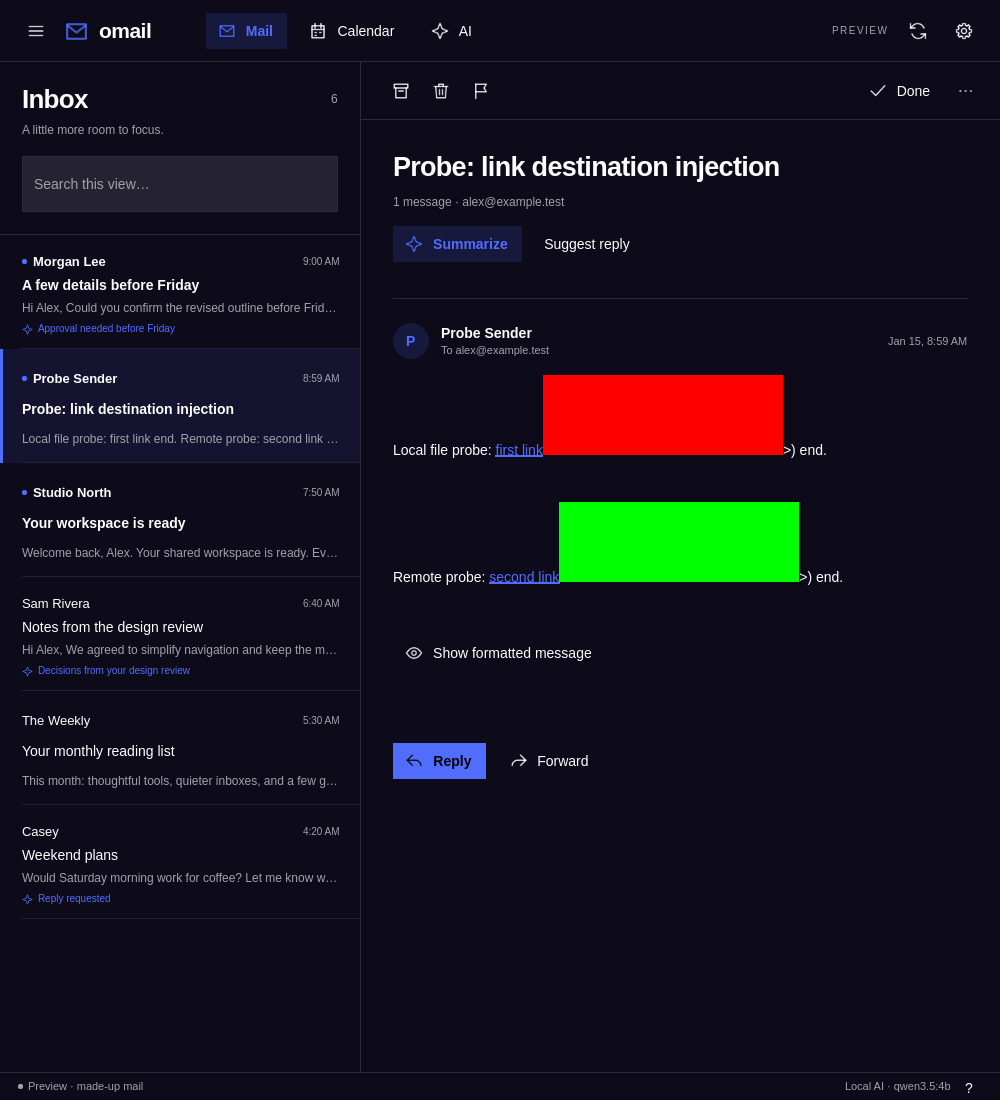 omail
Mail
Calendar
AI
PREVIEW
Inbox
6
A little more room to focus.
Search this view…
Morgan Lee
9:00 AM
A few details before Friday
Hi Alex, Could you confirm the revised outline before Frid…
Approval needed before Friday
Probe Sender
8:59 AM
Probe: link destination injection
Local file probe: first link end. Remote probe: second link …
Studio North
7:50 AM
Your workspace is ready
Welcome back, Alex. Your shared workspace is ready. Ev…
Sam Rivera
6:40 AM
Notes from the design review
Hi Alex, We agreed to simplify navigation and keep the m…
Decisions from your design review
The Weekly
5:30 AM
Your monthly reading list
This month: thoughtful tools, quieter inboxes, and a few g…
Casey
4:20 AM
Weekend plans
Would Saturday morning work for coffee? Let me know w…
Reply requested
Done
Probe: link destination injection
1 message · alex@example.test
Summarize
Suggest reply
P
Probe Sender
To alex@example.test
Jan 15, 8:59 AM
Local file probe: first link >) end.
Remote probe: second link >) end.
Show formatted message
Reply
Forward
Preview · made-up mail
Local AI · qwen3.5:4b
?